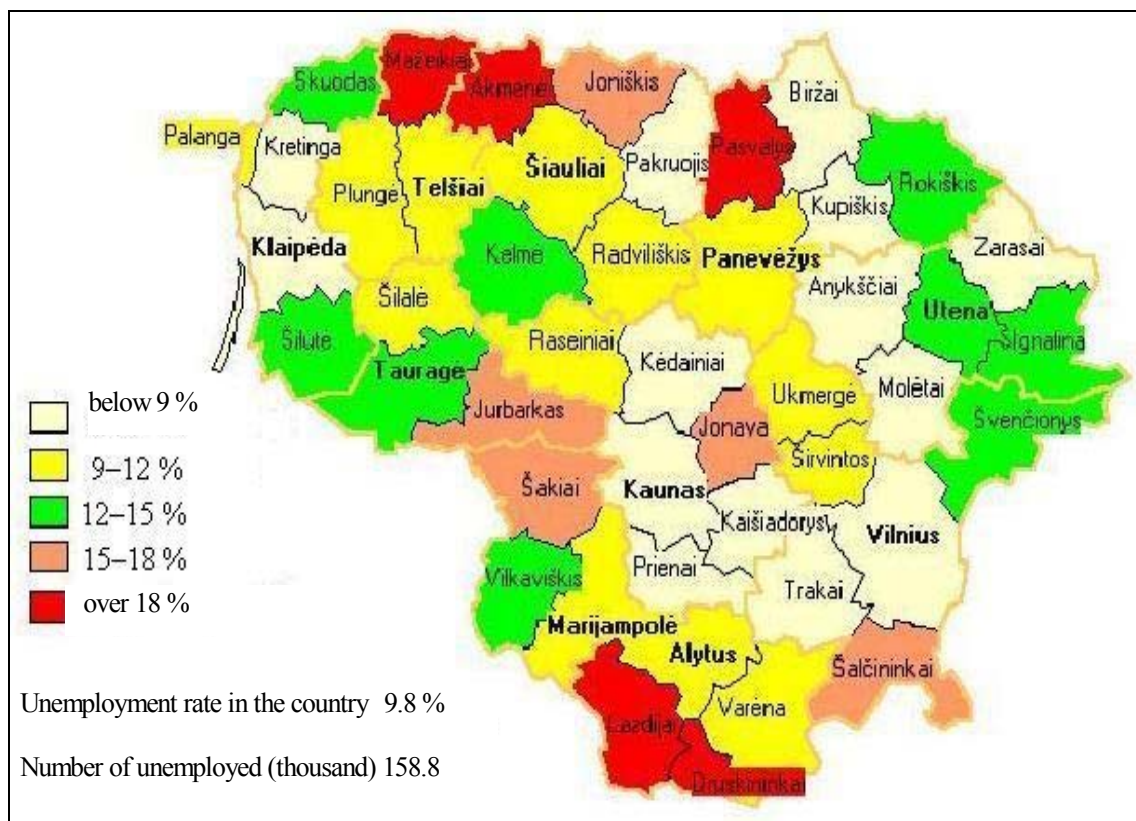 Skuodas
Mažeikiai
Akmenė
Joniškis
Biržai
Palanga
Kretinga
Plungė
Telšiai
Šiauliai
Pakruojis
Pasvalys
Rokiškis
Kupiškis
Zarasai
Klaipėda
Kelmė
Radviliškis
Panevėžys
Anykščiai
Utena
Ignalina
Šilalė
Šilutė
Tauragė
Raseiniai
Kėdainiai
Ukmergė
Molėtai
Švenčionys
Jurbarkas
Jonava
Širvintos
Šakiai
Kaunas
Kaišiadorys
Vilnius
Vilkaviškis
Prienai
Trakai
Marijampolė
Alytus
Šalčininkai
Varėna
Lazdijai
Druskininkai
below 9 %
9–12 %
12–15 %
15–18 %
over 18 %
Unemployment rate in the country 9.8 %
Number of unemployed (thousand) 158.8